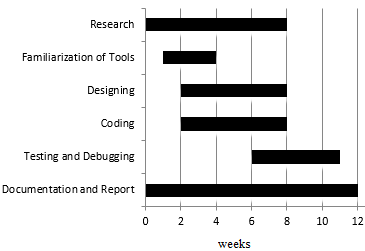 Research
Familiarization of Tools
Designing
Coding
Testing and Debugging
Documentation and Report
0 2 4 6 8 10 12
weeks